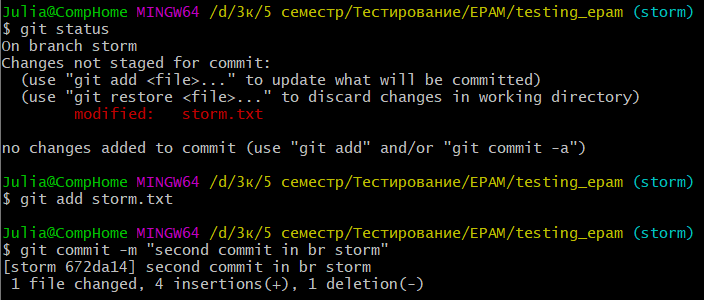 Julia@CompHome MINGW64 /d/3к/5 семестр/Тестирование/EPAM/testing_epam (storm)
$ git status
On branch storm
Changes not staged for commit:
  (use "git add <file>..." to update what will be committed)
  (use "git restore <file>..." to discard changes in working directory)
        modified:   storm.txt

no changes added to commit (use "git add" and/or "git commit -a")

Julia@CompHome MINGW64 /d/3к/5 семестр/Тестирование/EPAM/testing_epam (storm)
$ git add storm.txt

Julia@CompHome MINGW64 /d/3к/5 семестр/Тестирование/EPAM/testing_epam (storm)
$ git commit -m "second commit in br storm"
[storm 672da14] second commit in br storm
 1 file changed, 4 insertions(+), 1 deletion(-)